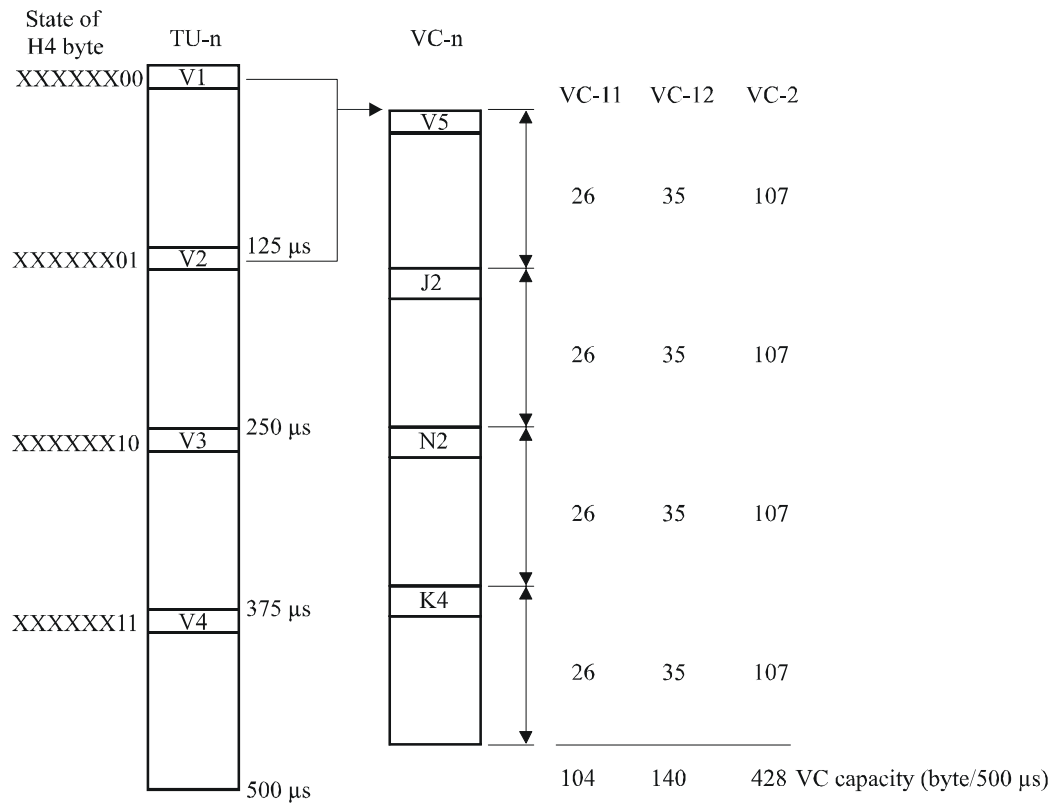 State of
H4 byte
TU-n
VC-n
XXXXXX00
V1
VC-11 VC-12 VC-2
V5
26 35 107
125 μs
XXXXXX01
V2
J2
26 35 107
250 μs
XXXXXX10
V3
N2
26 35 107
K4
375 μs
XXXXXX11
V4
26 35 107
500 μs
104 140 428 VC capacity (byte/500 μs)